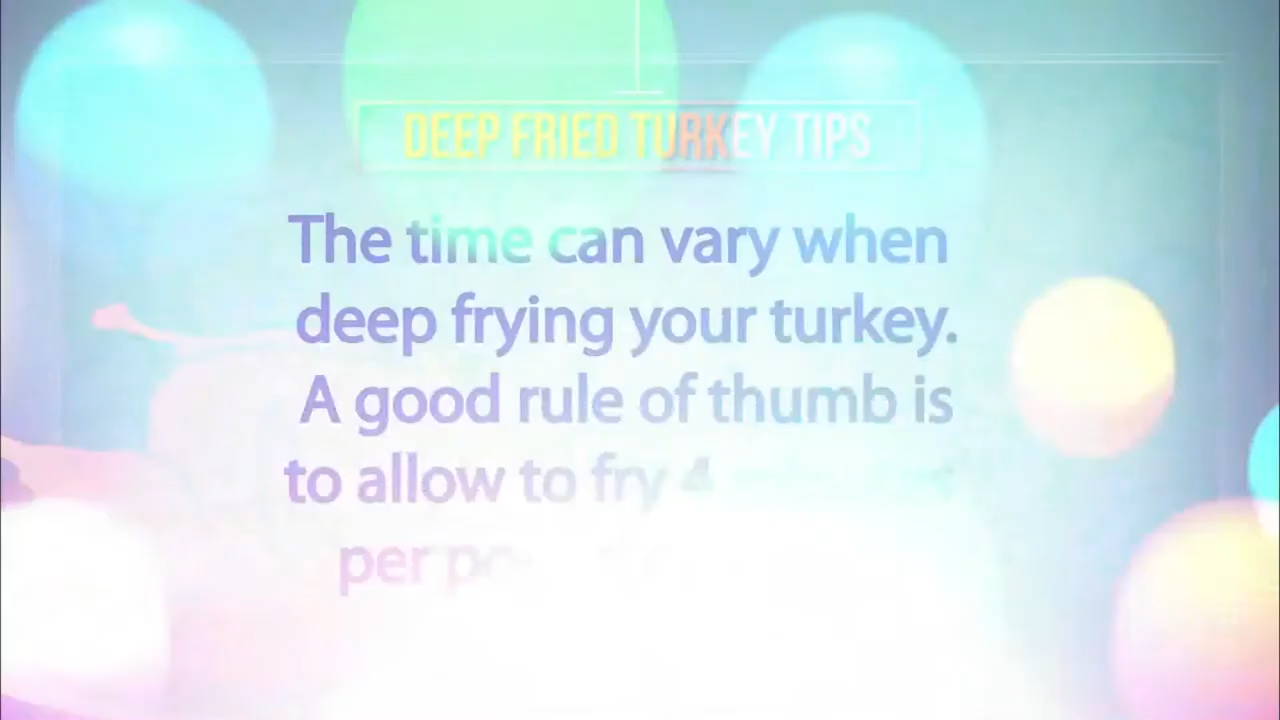 DEEP FRIED TURKEY TIPS
The time can vary when
deep frying your turkey.
A good rule of thumb is
to allow to fry 4
per